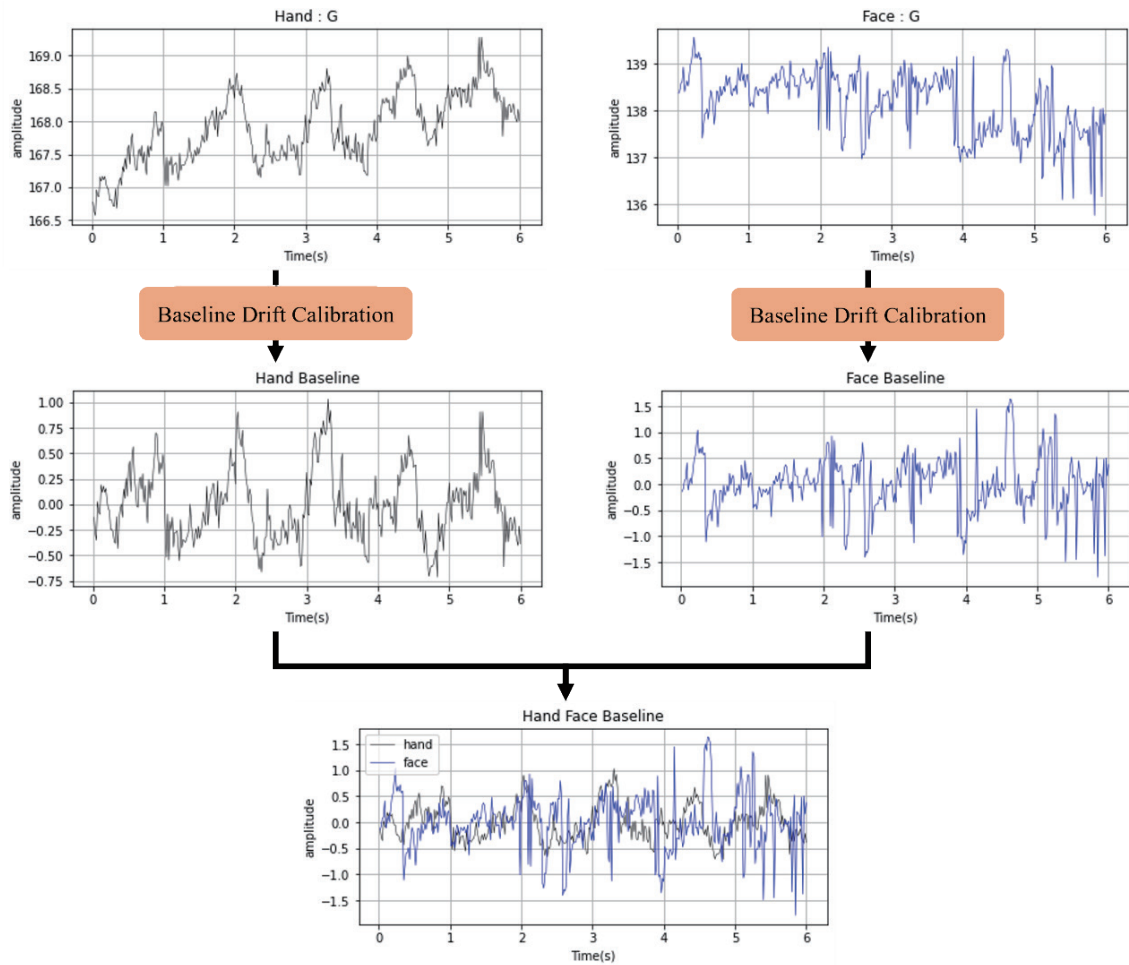 Hand : G
amplitude
169.0
168.5
168.0
167.5
167.0
166.5
0 1 2 3 4 5 6
Time(s)
Face : G
amplitude
139
138
137
136
0 1 2 3 4 5 6
Time(s)
Baseline Drift Calibration
Baseline Drift Calibration
Hand Baseline
amplitude
1.00
0.75
0.50
0.25
0.00
−0.25
−0.50
−0.75
0 1 2 3 4 5 6
Time(s)
Face Baseline
amplitude
1.5
1.0
0.5
0.0
−0.5
−1.0
−1.5
0 1 2 3 4 5 6
Time(s)
Hand Face Baseline
hand
face
amplitude
1.5
1.0
0.5
0.0
−0.5
−1.0
−1.5
0 1 2 3 4 5 6
Time(s)